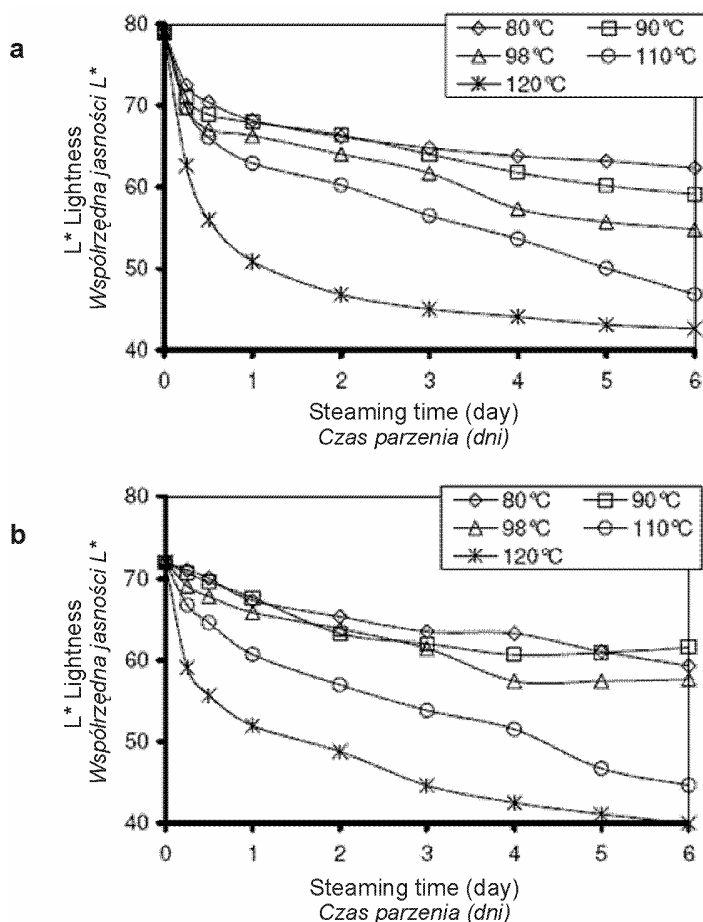 a
80
70
60
50
40
L* Lightness
Współrzędna jasności L*
80°C 90°C
98°C 110°C
120°C
0 1 2 3 4 5 6
Steaming time (day)
Czas parzenia (dni)
b
80
70
60
50
40
L* Lightness
Współrzędna jasności L*
80°C 90°C
98°C 110°C
120°C
0 1 2 3 4 5 6
Steaming time (day)
Czas parzenia (dni)